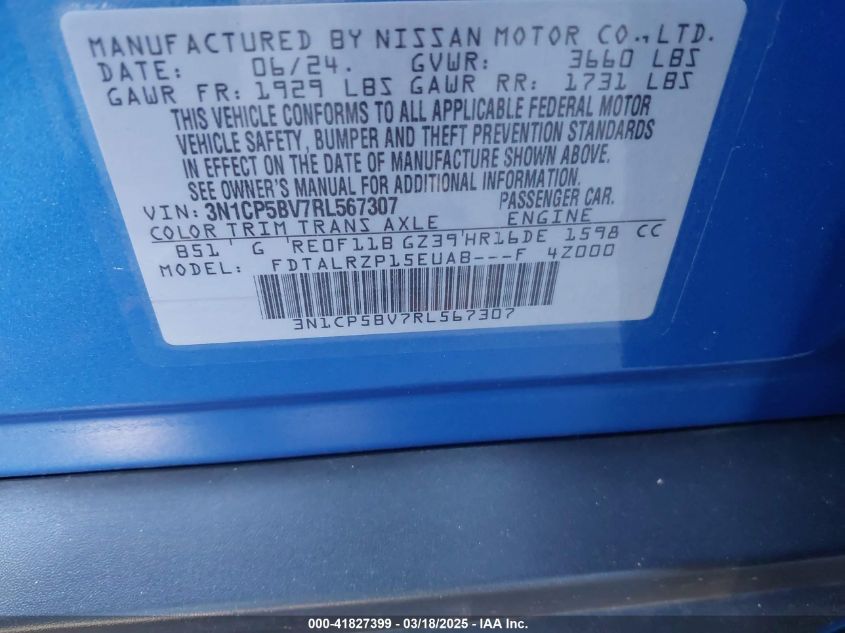 MANUFACTURED BY NISSAN MOTOR CO., LTD.
DATE: 06/24. GVWR: 3660 LBS
GAWR FR: 1929 LBS GAWR RR: 1731 LBS
THIS VEHICLE CONFORMS TO ALL APPLICABLE FEDERAL MOTOR
VEHICLE SAFETY, BUMPER AND THEFT PREVENTION STANDARDS
IN EFFECT ON THE DATE OF MANUFACTURE SHOWN ABOVE.
SEE OWNER'S MANUAL FOR ADDITIONAL INFORMATION.
VIN: 3N1CP5BV7RL567307 PASSENGER CAR.
COLOR TRIM TRANS AXLE ENGINE
B51 ' G 'RE0F11B GZ39'HR16DE 1598 CC
MODEL: FDTALRZP15EUAB---F 4Z000
3N1CP5BV7RL567307
000-41827399 - 03/18/2025 - IAA Inc.